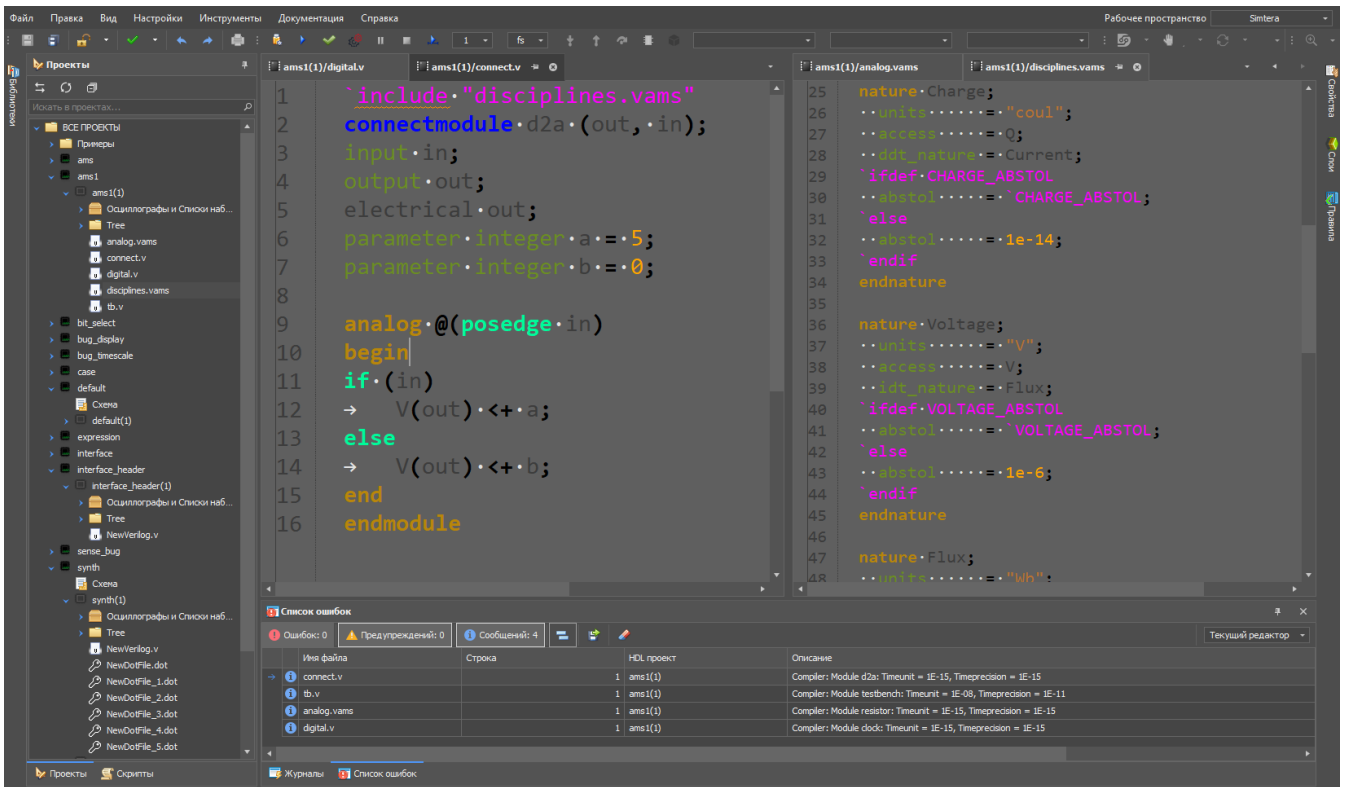 Файл Правка Вид Настройки Инструменты Документация Справка Рабочее пространство Simtera
1 fs
Библиотеки
Проекты
Искать в проектах...
ВСЕ ПРОЕКТЫ
Примеры
ams
ams1
ams1(1)
Осциллографы и Списки наб...
Tree
analog.vams
connect.v
digital.v
disciplines.vams
tb.v
bit_select
bug_display
bug_timescale
case
default
Схема
default(1)
expression
interface
interface_header
interface_header(1)
Осциллографы и Списки наб...
Tree
NewVerilog.v
sense_bug
synth
Схема
synth(1)
Осциллографы и Списки наб...
Tree
NewVerilog.v
NewDotFile.dot
NewDotFile_1.dot
NewDotFile_2.dot
NewDotFile_3.dot
NewDotFile_4.dot
NewDotFile_5.dot
Проекты Скрипты
ams1(1)/digital.v ams1(1)/connect.v
1 `include·"disciplines.vams"
2 connectmodule·d2a·(out,·in);
3 input·in;
4 output·out;
5 electrical·out;
6 parameter·integer·a·=·5;
7 parameter·integer·b·=·0;
8
9 analog·@(posedge·in)
10 begin
11 if·(in)
12 → V(out)·<+·a;
13 else
14 → V(out)·<+·b;
15 end
16 endmodule
ams1(1)/analog.vams ams1(1)/disciplines.vams
25 nature·Charge;
26 ··units······=·"coul";
27 ··access·····=·Q;
28 ··ddt_nature·=·Current;
29 `ifdef·CHARGE_ABSTOL
30 ··abstol·····=·`CHARGE_ABSTOL;
31 `else
32 ··abstol·····=·1e-14;
33 `endif
34 endnature
35
36 nature·Voltage;
37 ··units······=·"V";
38 ··access·····=·V;
39 ··idt_nature·=·Flux;
40 `ifdef·VOLTAGE_ABSTOL
41 ··abstol·····=·`VOLTAGE_ABSTOL;
42 `else
43 ··abstol·····=·1e-6;
44 `endif
45 endnature
46
47 nature·Flux;
48 ··units······=·"Wb";
Свойства
Слои
Правила
Список ошибок
Ошибок: 0 Предупреждений: 0 Сообщений: 4 Текущий редактор
Имя файла Строка HDL проект Описание
connect.v 1 ams1(1) Compiler: Module d2a: Timeunit = 1E-15, Timeprecision = 1E-15
tb.v 1 ams1(1) Compiler: Module testbench: Timeunit = 1E-08, Timeprecision = 1E-11
analog.vams 1 ams1(1) Compiler: Module resistor: Timeunit = 1E-15, Timeprecision = 1E-15
digital.v 1 ams1(1) Compiler: Module clock: Timeunit = 1E-15, Timeprecision = 1E-15
Журналы Список ошибок